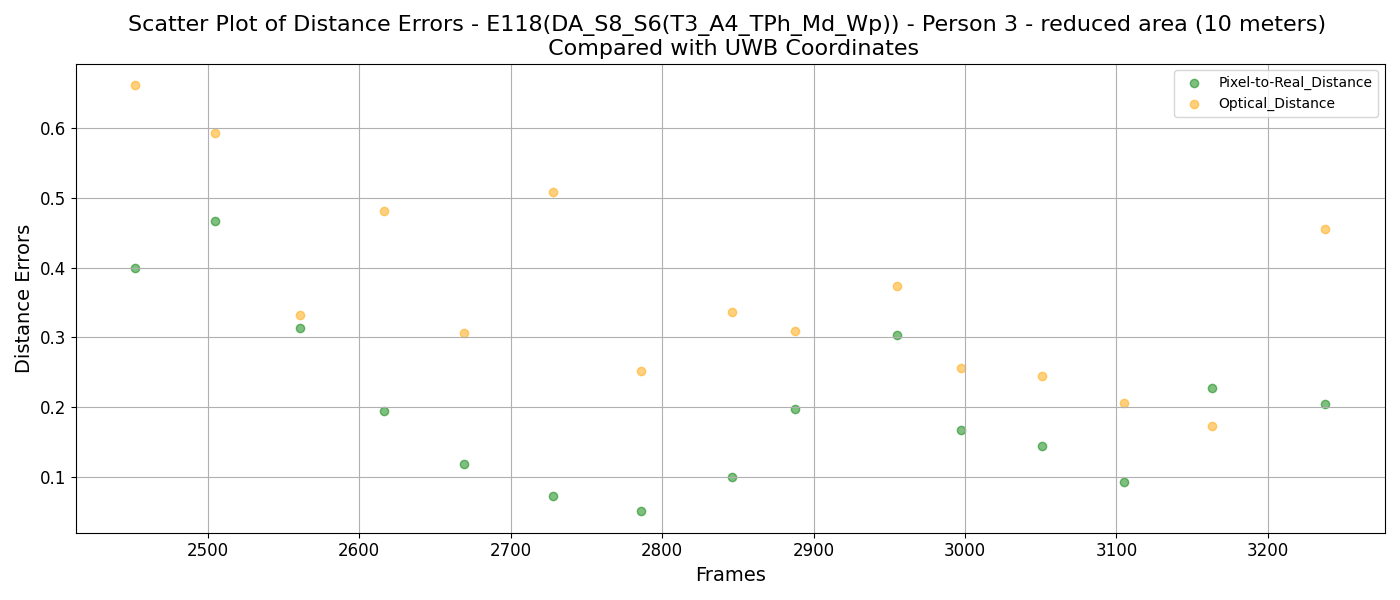 Scatter Plot of Distance Errors - E118(DA_S8_S6(T3_A4_TPh_Md_Wp)) - Person 3 - reduced area (10 meters)
Compared with UWB Coordinates
Pixel-to-Real_Distance
Optical_Distance
Distance Errors
0.6
0.5
0.4
0.3
0.2
0.1
2500 2600 2700 2800 2900 3000 3100 3200
Frames